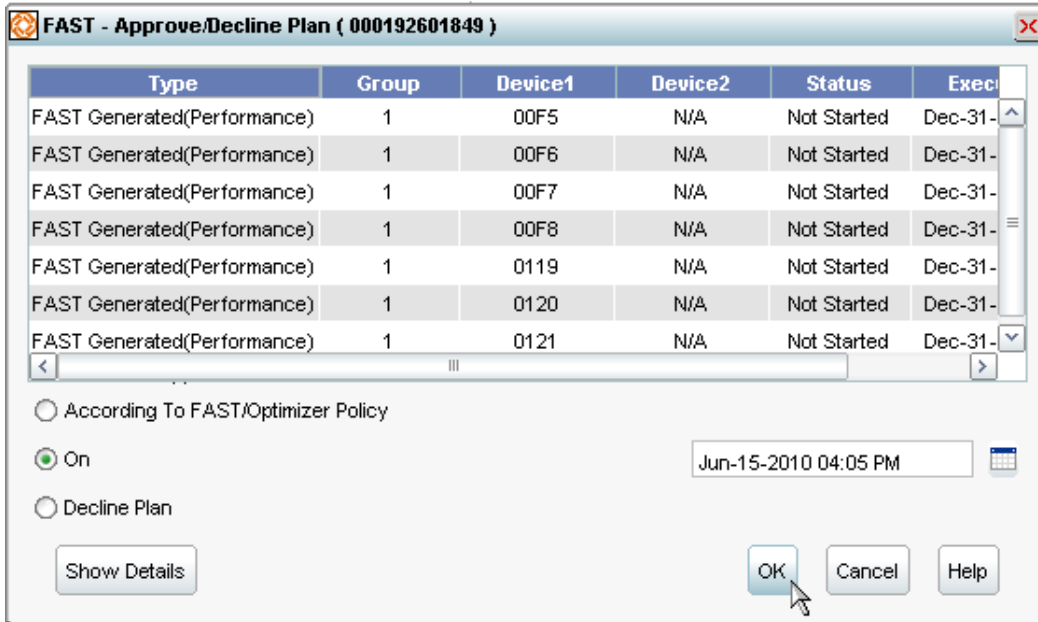 FAST - Approve/Decline Plan ( 000192601849 )
Type Group Device1 Device2 Status Exec
FAST Generated(Performance) 1 00F5 N/A Not Started Dec-31-
FAST Generated(Performance) 1 00F6 N/A Not Started Dec-31-
FAST Generated(Performance) 1 00F7 N/A Not Started Dec-31-
FAST Generated(Performance) 1 00F8 N/A Not Started Dec-31-
FAST Generated(Performance) 1 0119 N/A Not Started Dec-31-
FAST Generated(Performance) 1 0120 N/A Not Started Dec-31-
FAST Generated(Performance) 1 0121 N/A Not Started Dec-31-
According To FAST/Optimizer Policy
On Jun-15-2010 04:05 PM
Decline Plan
Show Details OK Cancel Help